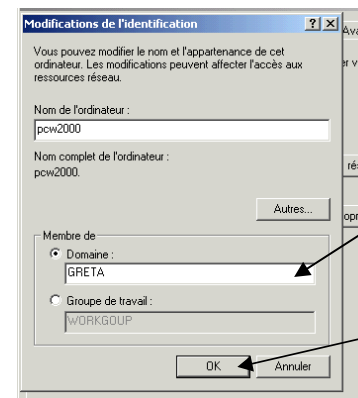 Modifications de l'identification
Vous pouvez modifier le nom et l'appartenance de cet
ordinateur. Les modifications peuvent affecter l'accès aux
ressources réseau.
Nom de l'ordinateur :
pcw2000
Nom complet de l'ordinateur :
pcw2000.
Autres...
Membre de
Domaine :
GRETA
Groupe de travail :
WORKGOUP
OK
Annuler